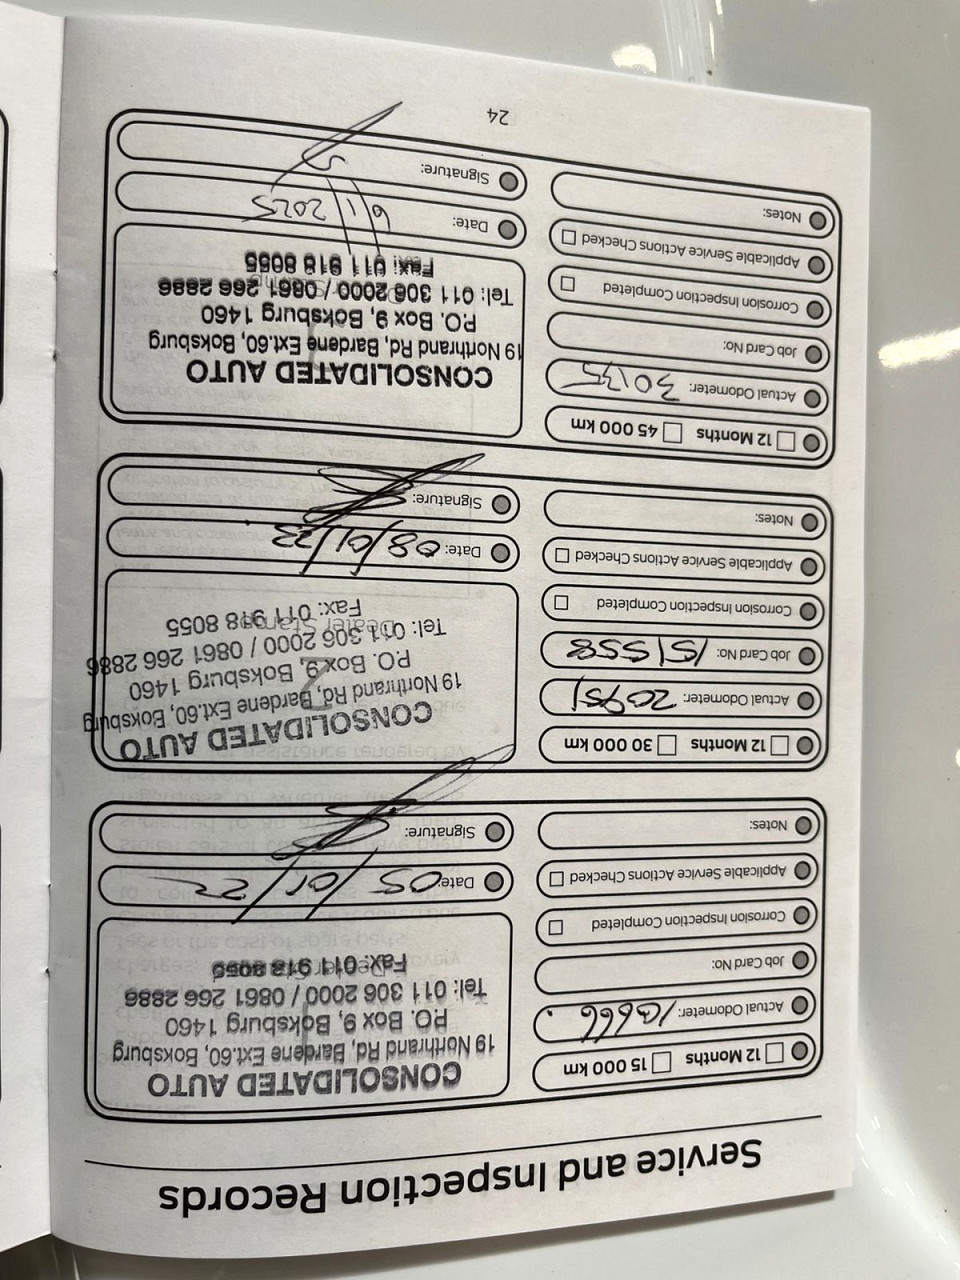 Service and Inspection Records
12 Months 15 000 km
Actual Odometer: 10666
Job Card No:
Corrosion Inspection Completed
Applicable Service Actions Checked
Notes:
CONSOLIDATED AUTO
19 Northrand Rd, Bardene Ext.60, Boksburg
P.O. Box 9, Boksburg 1460
Tel: 011 306 2000 / 0861 266 2886
Fax: 011 918 8055
Date: 05/01/22
Signature:
12 Months 30 000 km
Actual Odometer: 20951
Job Card No: 151558
Corrosion Inspection Completed
Applicable Service Actions Checked
Notes:
CONSOLIDATED AUTO
19 Northrand Rd, Bardene Ext.60, Boksburg
P.O. Box 9, Boksburg 1460
Tel: 011 306 2000 / 0861 266 2886
Fax: 011 918 8055
Dealer Stamp
Date: 08/01/23
Signature:
12 Months 45 000 km
Actual Odometer: 30135
Job Card No:
Corrosion Inspection Completed
Applicable Service Actions Checked
Notes:
CONSOLIDATED AUTO
19 Northrand Rd, Bardene Ext.60, Boksburg
P.O. Box 9, Boksburg 1460
Tel: 011 306 2000 / 0861 266 2886
Fax: 011 918 8055
Date: 6/1/2025
Signature:
24